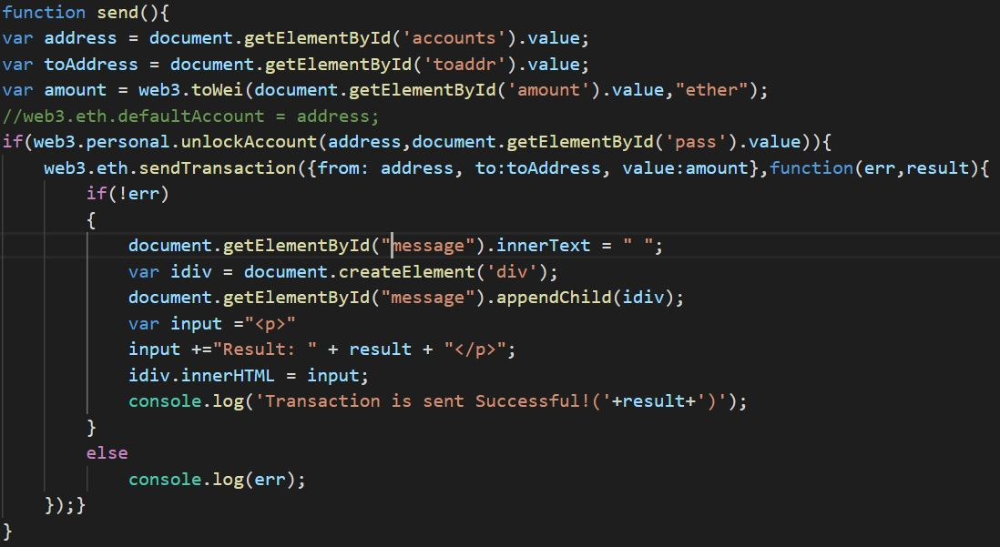 function send(){
var address = document.getElementById('accounts').value;
var toAddress = document.getElementById('toaddr').value;
var amount = web3.toWei(document.getElementById('amount').value,"ether");
//web3.eth.defaultAccount = address;
if(web3.personal.unlockAccount(address,document.getElementById('pass').value)){
    web3.eth.sendTransaction({from: address, to:toAddress, value:amount},function(err,result){
        if(!err)
        {
            document.getElementById("message").innerText = " ";
            var idiv = document.createElement('div');
            document.getElementById("message").appendChild(idiv);
            var input ="<p>"
            input +="Result: " + result + "</p>";
            idiv.innerHTML = input;
            console.log('Transaction is sent Successful!('+result+')');
        }
        else
            console.log(err);
    });}
}